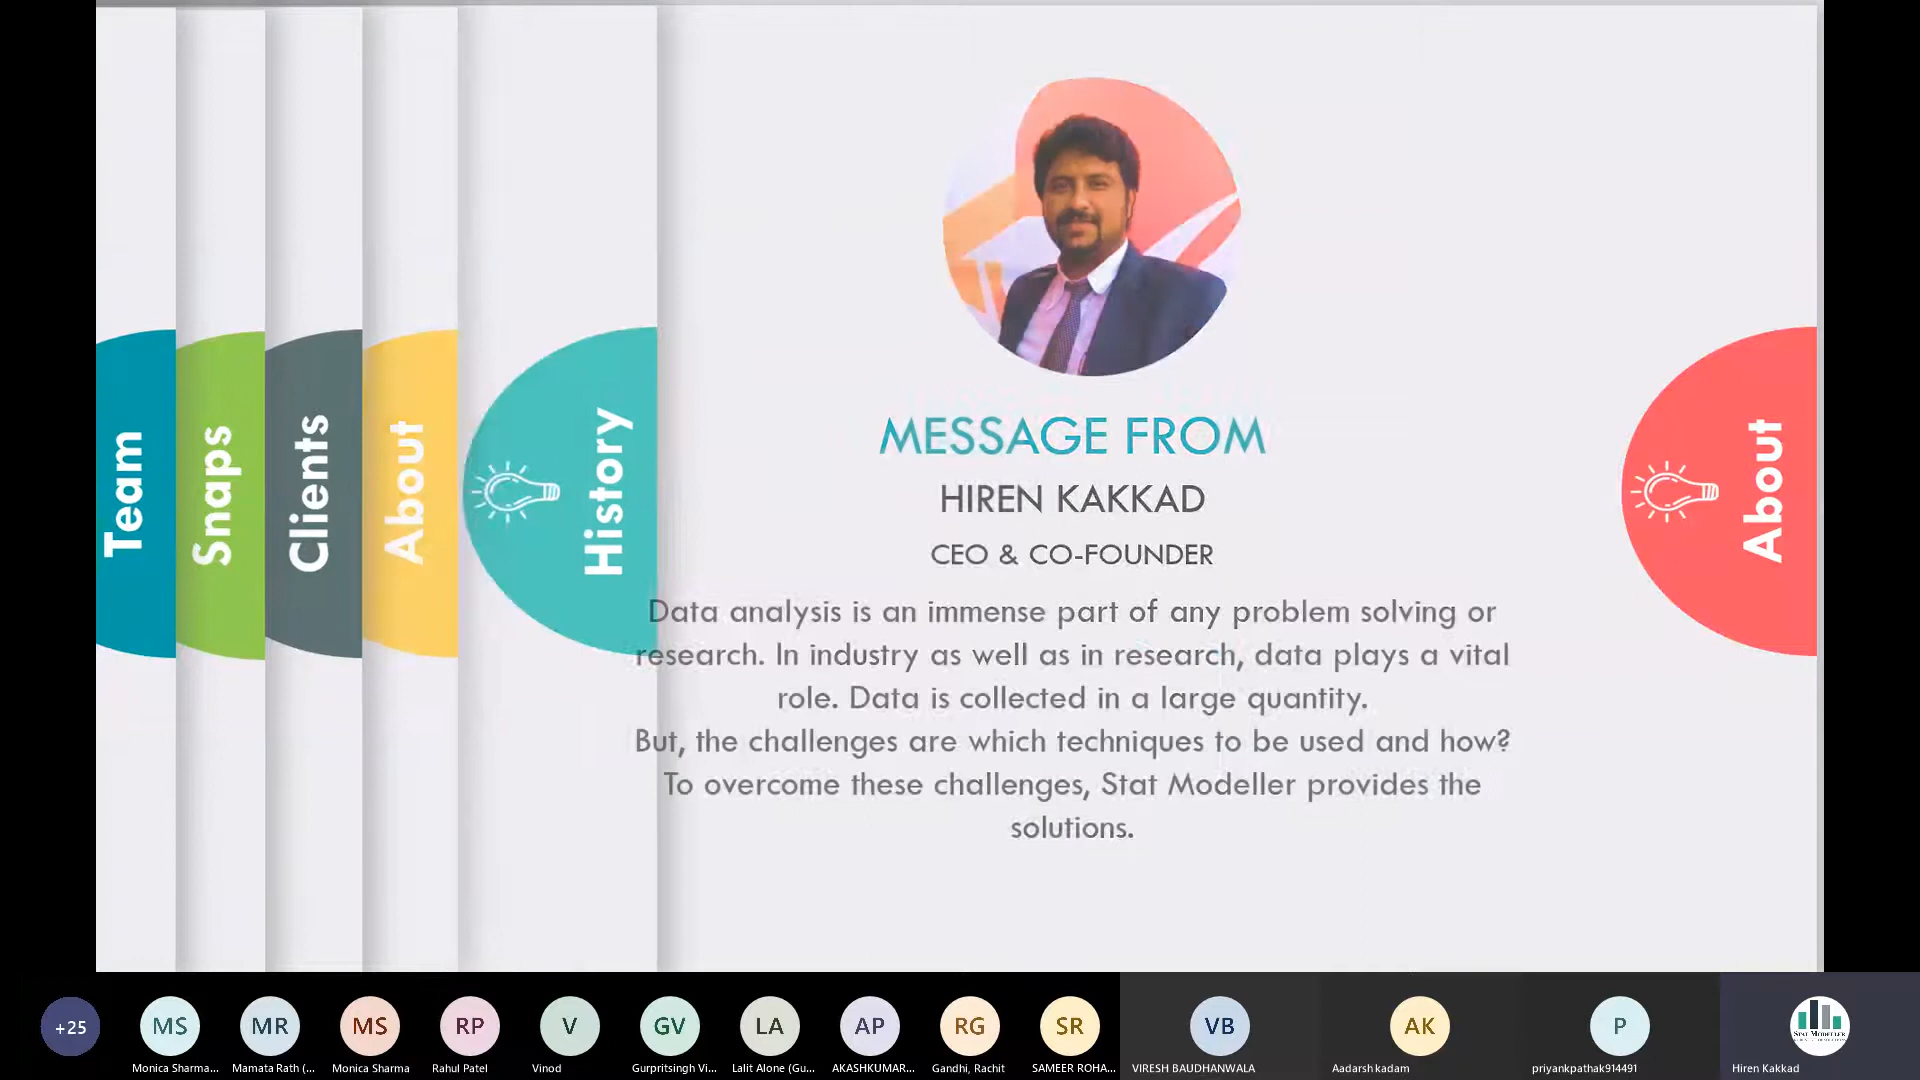 Team
Snaps
Clients
About
History
MESSAGE FROM
HIREN KAKKAD
CEO & CO-FOUNDER
Data analysis is an immense part of any problem solving or
research. In industry as well as in research, data plays a vital
role. Data is collected in a large quantity.
But, the challenges are which techniques to be used and how?
To overcome these challenges, Stat Modeller provides the
solutions.
About
+25
MS
MR
MS
RP
V
GV
LA
AP
RG
SR
VB
AK
P
STAT MODELLER
Monica Sharma...
Mamata Rath (...
Monica Sharma
Rahul Patel
Vinod
Gurpritsingh Vi...
Lalit Alone (Gu...
AKASHKUMAR...
Gandhi, Rachit
SAMEER ROHA...
VIRESH BAUDHANWALA
Aadarsh kadam
priyankpathak914491
Hiren Kakkad